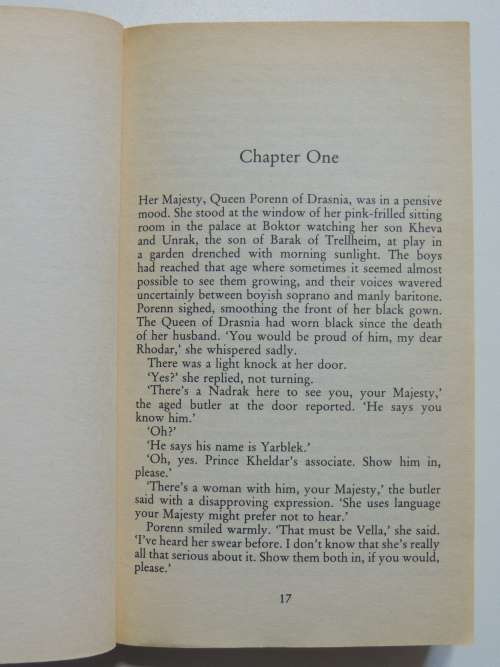 Chapter One
Her Majesty, Queen Porenn of Drasnia, was in a pensive
mood. She stood at the window of her pink-frilled sitting
room in the palace at Boktor watching her son Kheva
and Unrak, the son of Barak of Trellheim, at play in
a garden drenched with morning sunlight. The boys
had reached that age where sometimes it seemed almost
possible to see them growing, and their voices wavered
uncertainly between boyish soprano and manly baritone.
Porenn sighed, smoothing the front of her black gown.
The Queen of Drasnia had worn black since the death
of her husband. ‘You would be proud of him, my dear
Rhodar,’ she whispered sadly.
There was a light knock at her door.
‘Yes?’ she replied, not turning.
‘There’s a Nadrak here to see you, your Majesty,’
the aged butler at the door reported. ‘He says you
know him.’
‘Oh?’
‘He says his name is Yarblek.’
‘Oh, yes. Prince Kheldar’s associate. Show him in,
please.’
‘There’s a woman with him, your Majesty,’ the butler
said with a disapproving expression. ‘She uses language
your Majesty might prefer not to hear.’
Porenn smiled warmly. ‘That must be Vella,’ she said.
‘I’ve heard her swear before. I don’t know that she’s really
all that serious about it. Show them both in, if you would,
please.’
17